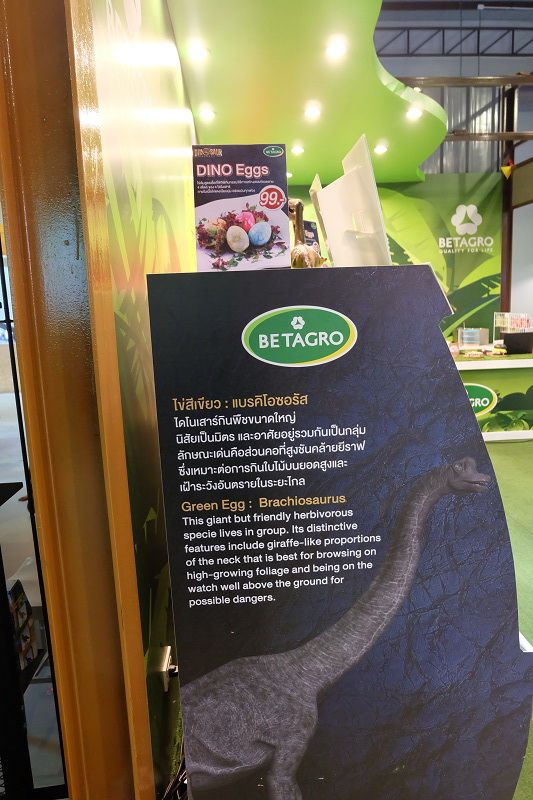 DINO Eggs
BETAGRO
99.-
BETAGRO
QUALITY FOR LIFE
BETAGRO
ไข่สีเขียว : แบรคิโอซอรัส
ไดโนเสาร์กินพืชขนาดใหญ่
นิสัยเป็นมิตร และอาศัยอยู่รวมกันเป็นกลุ่ม
ลักษณะเด่นคือส่วนคอที่สูงชันคล้ายยีราฟ
ซึ่งเหมาะต่อการกินใบไม้บนยอดสูงและ
เฝ้าระวังอันตรายในระยะไกล
Green Egg : Brachiosaurus
This giant but friendly herbivorous
specie lives in group. Its distinctive
features include giraffe-like proportions
of the neck that is best for browsing on
high-growing foliage and being on the
watch well above the ground for
possible dangers.